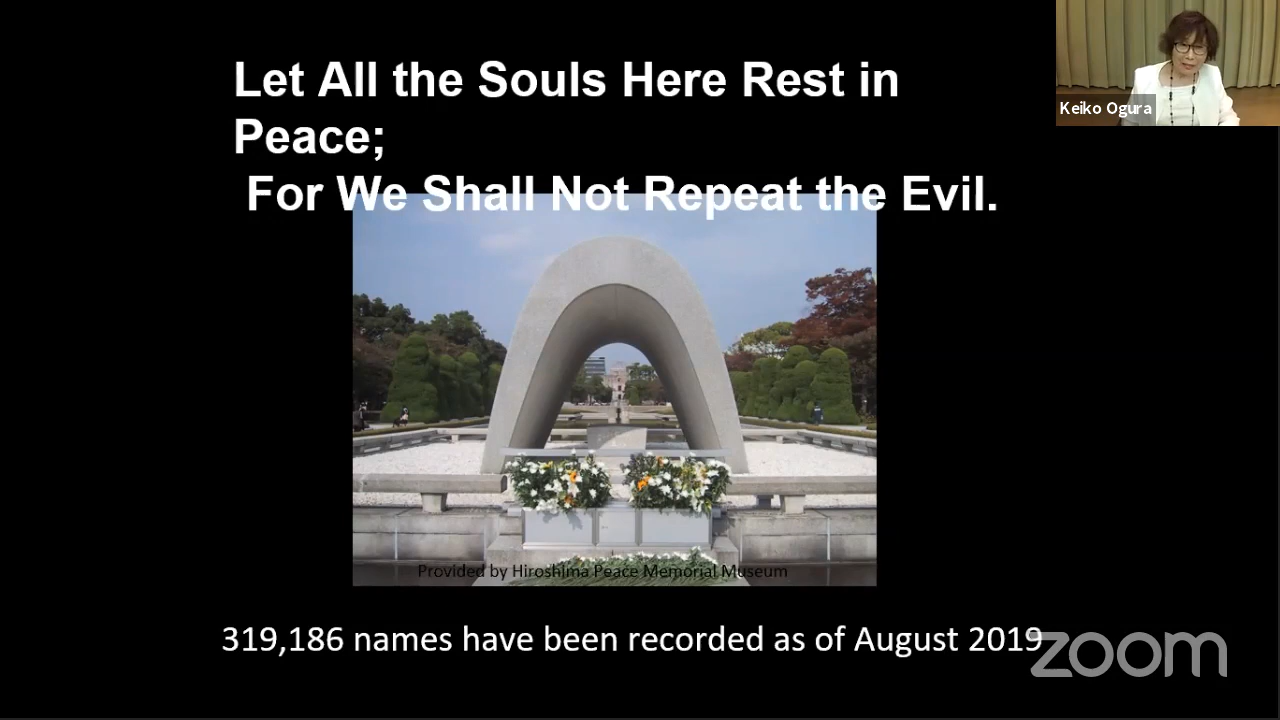 Let All the Souls Here Rest in
Peace;
For We Shall Not Repeat the Evil.
Keiko Ogura
Provided by Hiroshima Peace Memorial Museum
319,186 names have been recorded as of August 2019
zoom